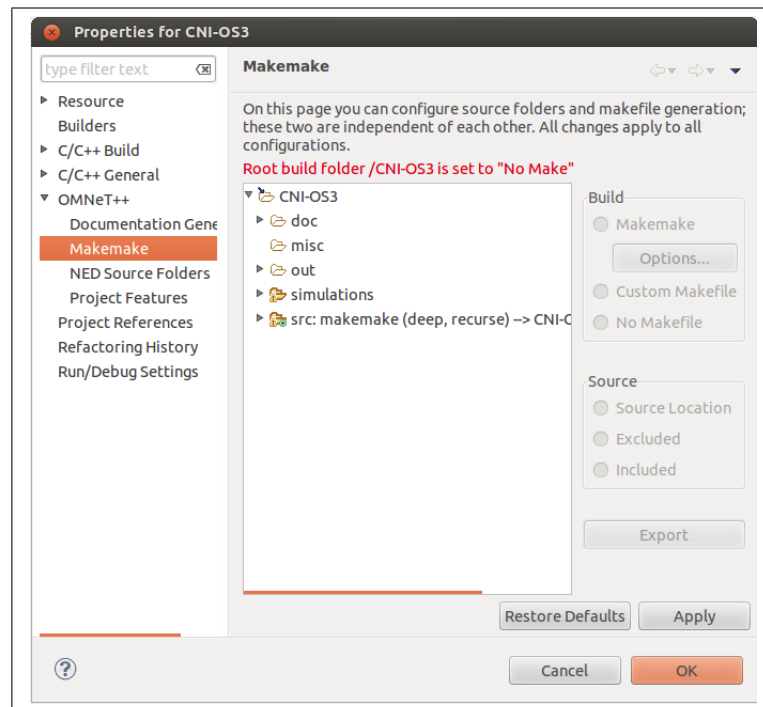 Properties for CNI-OS3
type filter text
Resource
Builders
C/C++ Build
C/C++ General
OMNeT++
Documentation Gene
Makemake
NED Source Folders
Project Features
Project References
Refactoring History
Run/Debug Settings
Makemake
On this page you can configure source folders and makefile generation;
these two are independent of each other. All changes apply to all
configurations.
Root build folder /CNI-OS3 is set to "No Make"
CNI-OS3
doc
misc
out
simulations
src: makemake (deep, recurse) --> CNI-O
Build
Makemake
Options...
Custom Makefile
No Makefile
Source
Source Location
Excluded
Included
Export
Restore Defaults
Apply
Cancel
OK